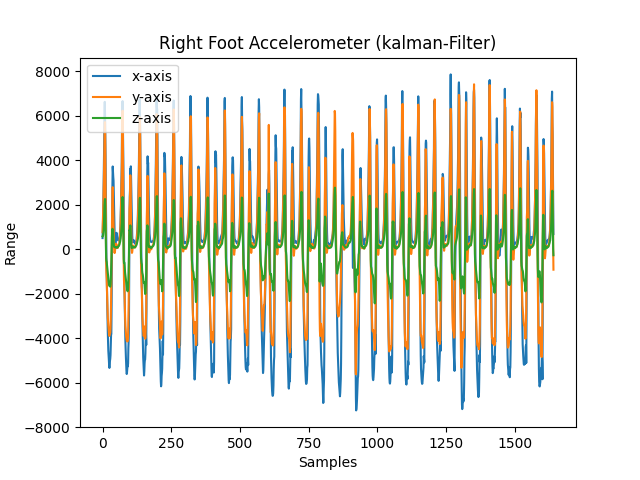 Right Foot Accelerometer (kalman-Filter)
x-axis
y-axis
z-axis
8000
6000
4000
2000
0
−2000
−4000
−6000
−8000
Range
0 250 500 750 1000 1250 1500
Samples